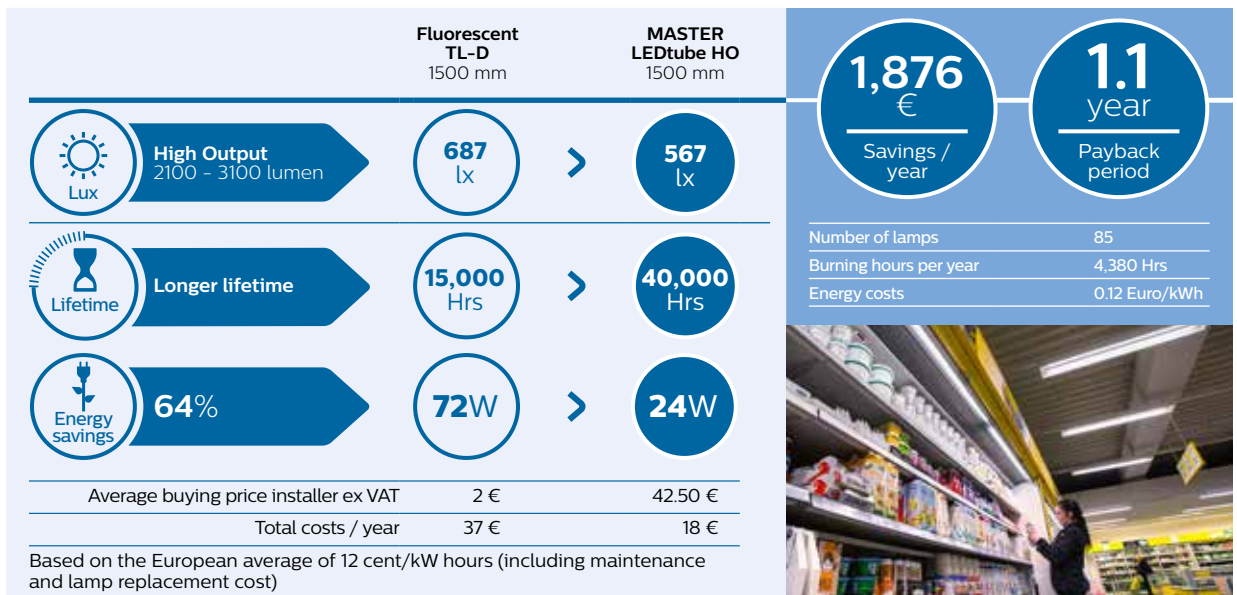 Fluorescent
TL-D
1500 mm
MASTER
LEDtube HO
1500 mm
Lux
High Output
2100 - 3100 lumen
687
lx
>
567
lx
Lifetime
Longer lifetime
15,000
Hrs
>
40,000
Hrs
Energy
savings
64%
72W
>
24W
Average buying price installer ex VAT 2 € 42.50 €
Total costs / year 37 € 18 €
Based on the European average of 12 cent/kW hours (including maintenance
and lamp replacement cost)
1,876
€
Savings /
year
1.1
year
Payback
period
Number of lamps 85
Burning hours per year 4,380 Hrs
Energy costs 0.12 Euro/kWh